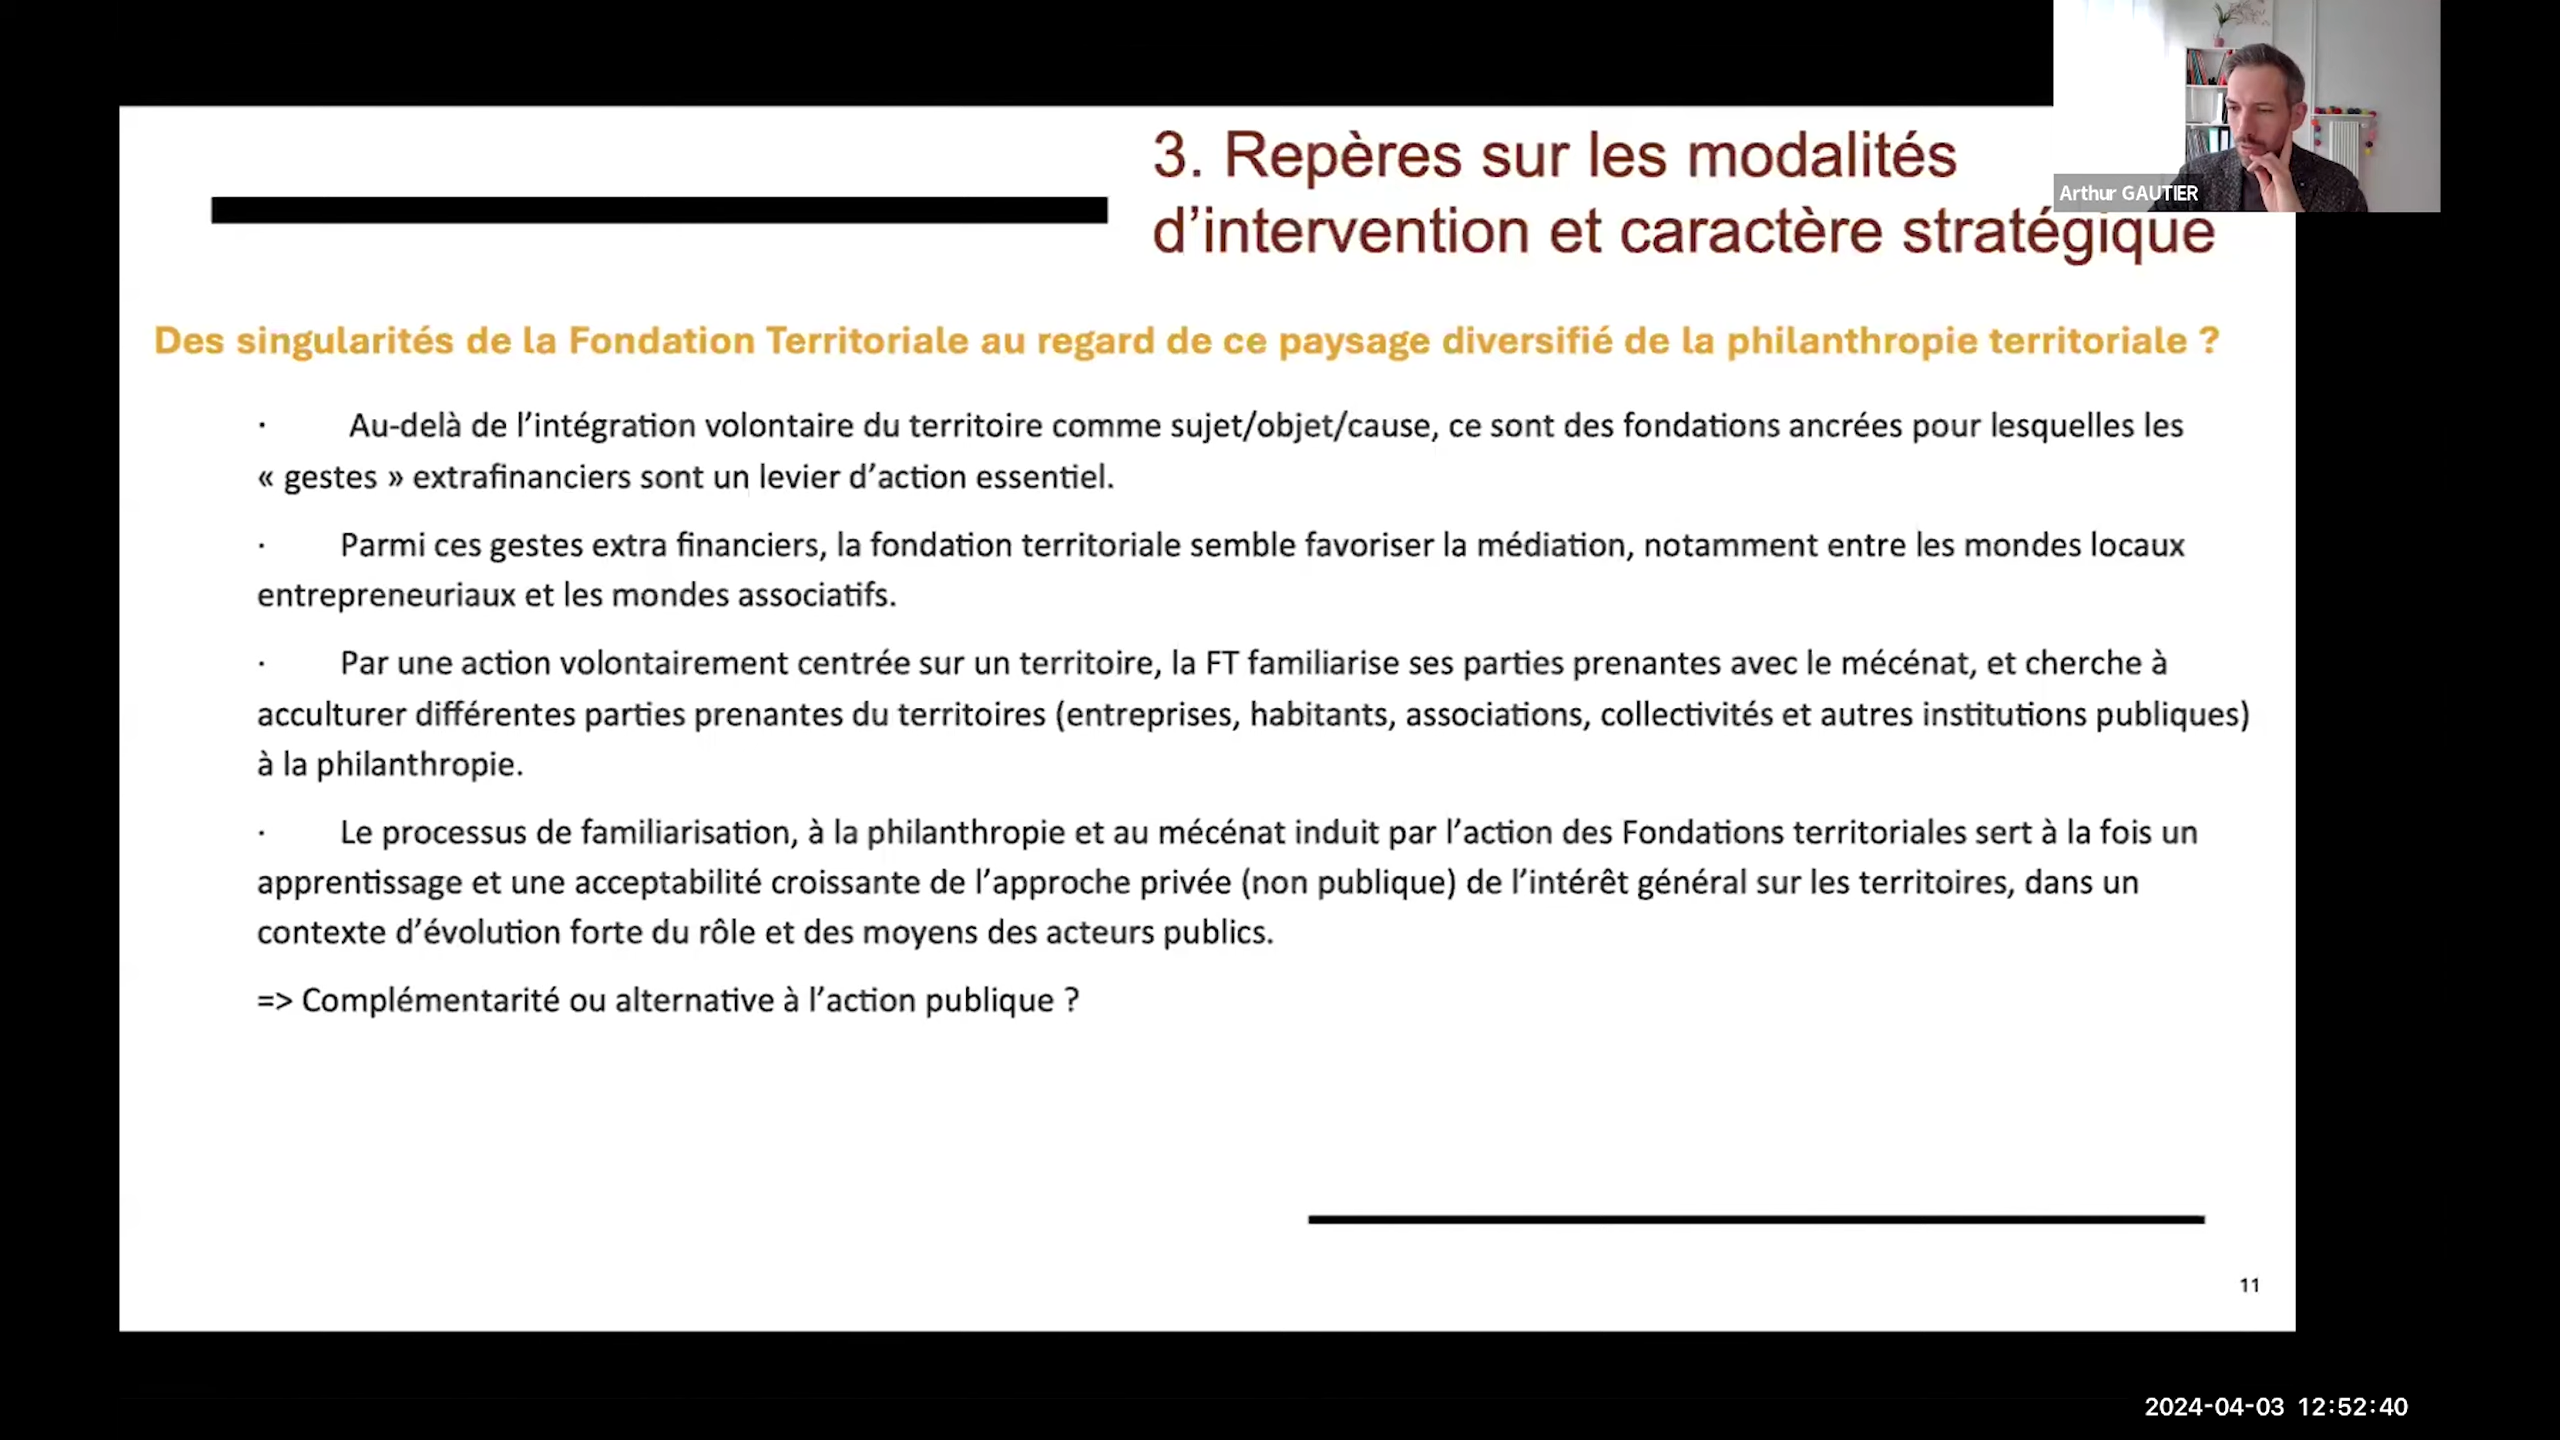 3. Repères sur les modalités
d’intervention et caractère stratégique
Arthur GAUTIER
Des singularités de la Fondation Territoriale au regard de ce paysage diversifié de la philanthropie territoriale ?
· Au-delà de l’intégration volontaire du territoire comme sujet/objet/cause, ce sont des fondations ancrées pour lesquelles les
« gestes » extrafinanciers sont un levier d’action essentiel.
· Parmi ces gestes extra financiers, la fondation territoriale semble favoriser la médiation, notamment entre les mondes locaux
entrepreneuriaux et les mondes associatifs.
· Par une action volontairement centrée sur un territoire, la FT familiarise ses parties prenantes avec le mécénat, et cherche à
acculturer différentes parties prenantes du territoires (entreprises, habitants, associations, collectivités et autres institutions publiques)
à la philanthropie.
· Le processus de familiarisation, à la philanthropie et au mécénat induit par l’action des Fondations territoriales sert à la fois un
apprentissage et une acceptabilité croissante de l’approche privée (non publique) de l’intérêt général sur les territoires, dans un
contexte d’évolution forte du rôle et des moyens des acteurs publics.
=> Complémentarité ou alternative à l’action publique ?
11
2024-04-03 12:52:40